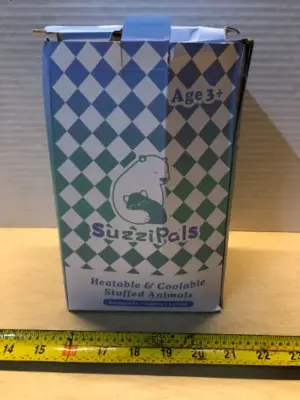 Age 3+
SuzziPals
Heatable & Coolable
Stuffed Animals
14 15 16 17 18 19 20 21 22 23